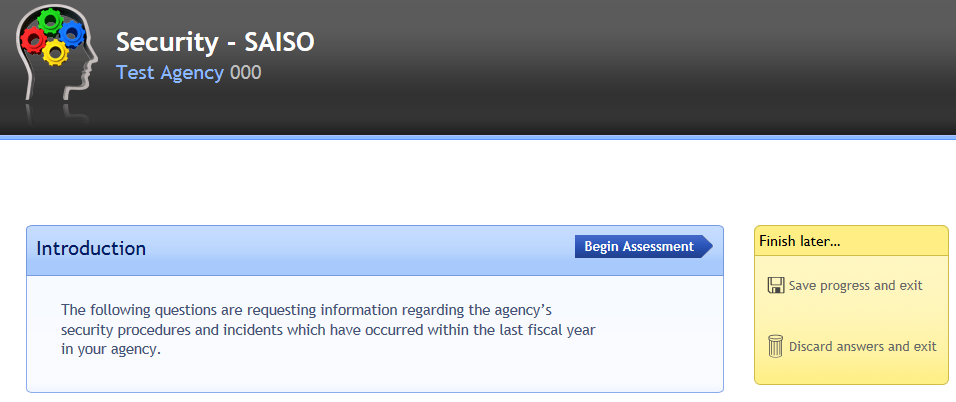 Security - SAISO
Test Agency 000
Introduction
Begin Assessment
The following questions are requesting information regarding the agency’s
security procedures and incidents which have occurred within the last fiscal year
in your agency.
Finish later...
Save progress and exit
Discard answers and exit